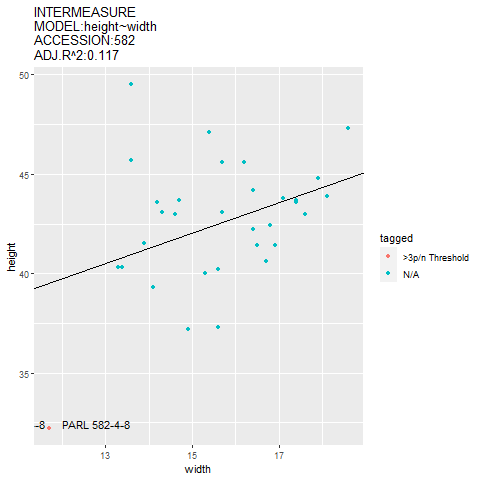 INTERMEASURE
MODEL:height~width
ACCESSION:582
ADJ.R^2:0.117
50
45
40
35
height
-8 PARL 582-4-8
13 15 17
width
tagged
>3p/n Threshold
N/A